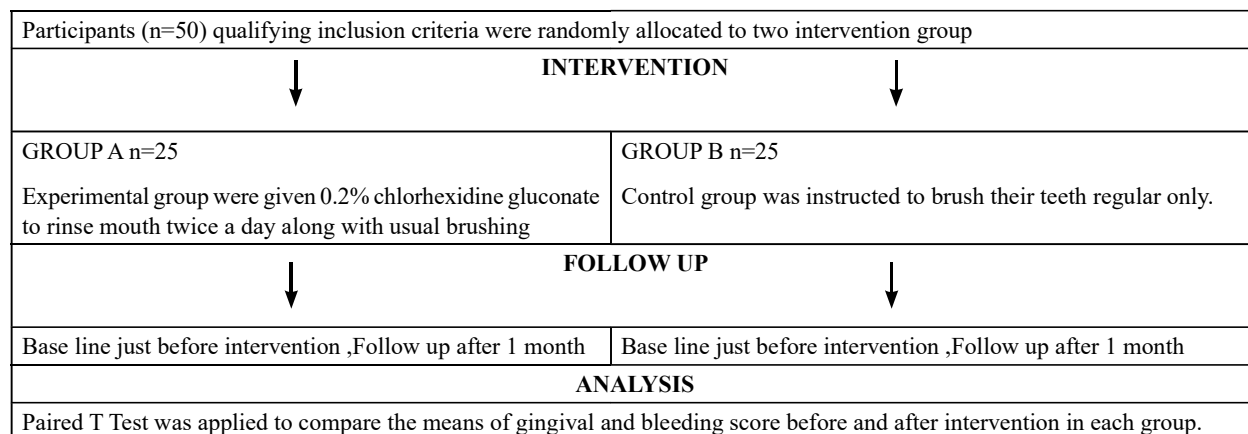 Participants (n=50) qualifying inclusion criteria were randomly allocated to two intervention group
INTERVENTION
GROUP A n=25
Experimental group were given 0.2% chlorhexidine gluconate
to rinse mouth twice a day along with usual brushing
GROUP B n=25
Control group was instructed to brush their teeth regular only.
FOLLOW UP
Base line just before intervention ,Follow up after 1 month
Base line just before intervention ,Follow up after 1 month
ANALYSIS
Paired T Test was applied to compare the means of gingival and bleeding score before and after intervention in each group.